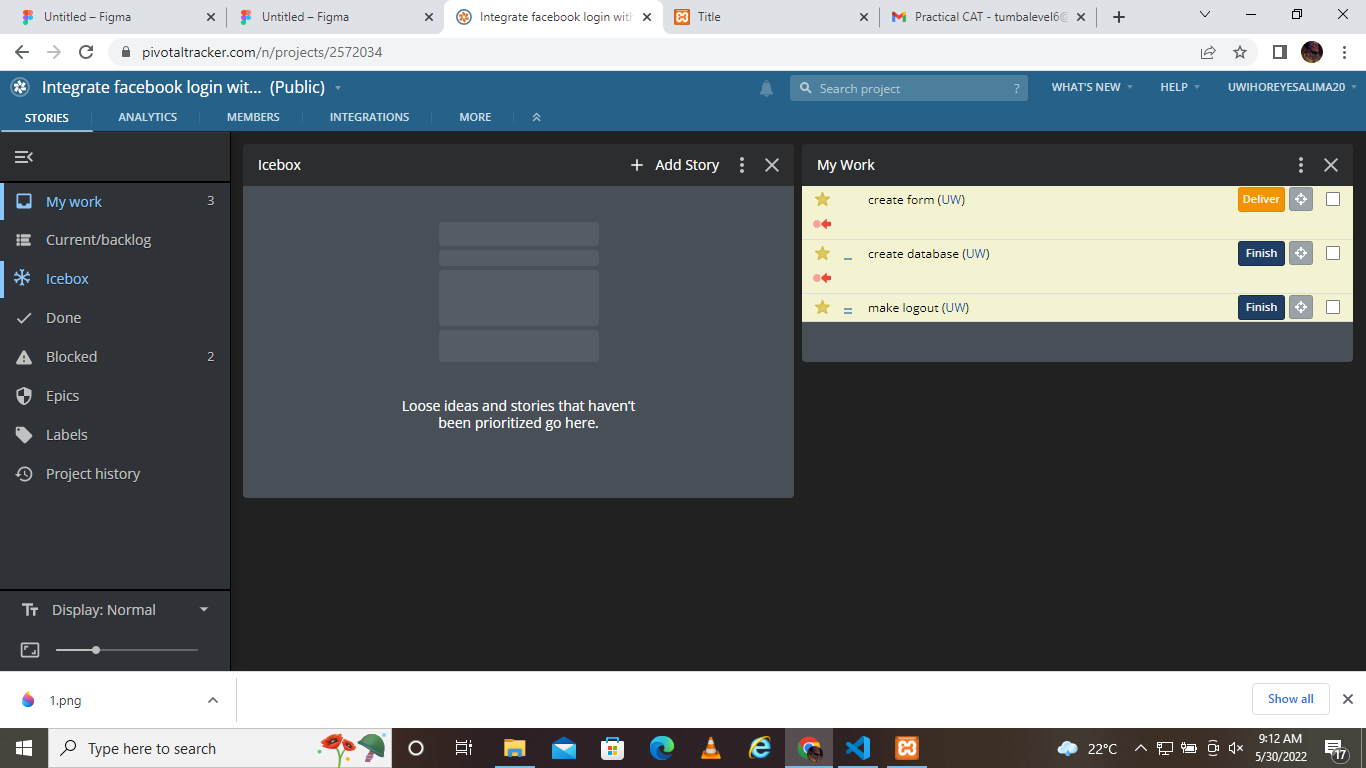 Untitled – Figma
Untitled – Figma
Integrate facebook login with
Title
Practical CAT - tumbalevel6@
pivotaltracker.com/n/projects/2572034
Integrate facebook login wit... (Public)
Search project ?
WHAT'S NEW
HELP
UWIHOREYESALIMA20
STORIES
ANALYTICS
MEMBERS
INTEGRATIONS
MORE
My work 3
Current/backlog
Icebox
Done
Blocked 2
Epics
Labels
Project history
Display: Normal
Icebox
+ Add Story
Loose ideas and stories that haven't
been prioritized go here.
My Work
create form (UW) Deliver
create database (UW) Finish
make logout (UW) Finish
1.png
Show all
Type here to search
22°C
9:12 AM
5/30/2022
17